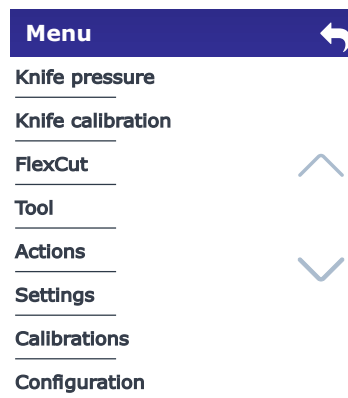 Menu
Knife pressure
Knife calibration
FlexCut
Tool
Actions
Settings
Calibrations
Configuration